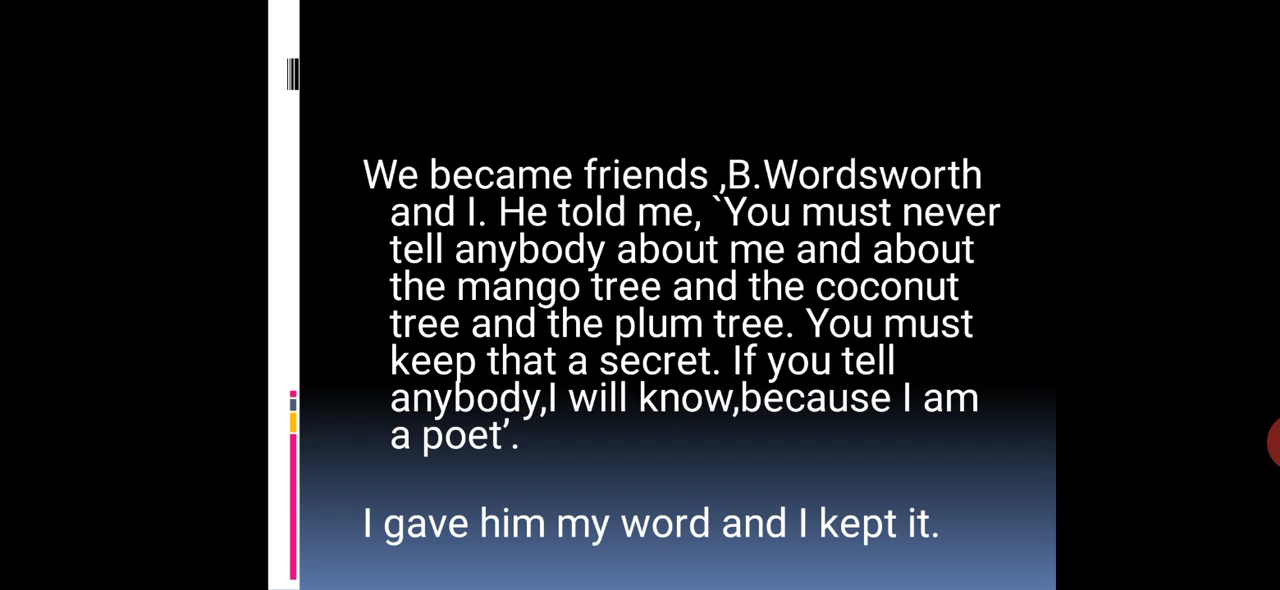 We became friends ,B.Wordsworth
and I. He told me, `You must never
tell anybody about me and about
the mango tree and the coconut
tree and the plum tree. You must
keep that a secret. If you tell
anybody,I will know,because I am
a poet’.
I gave him my word and I kept it.